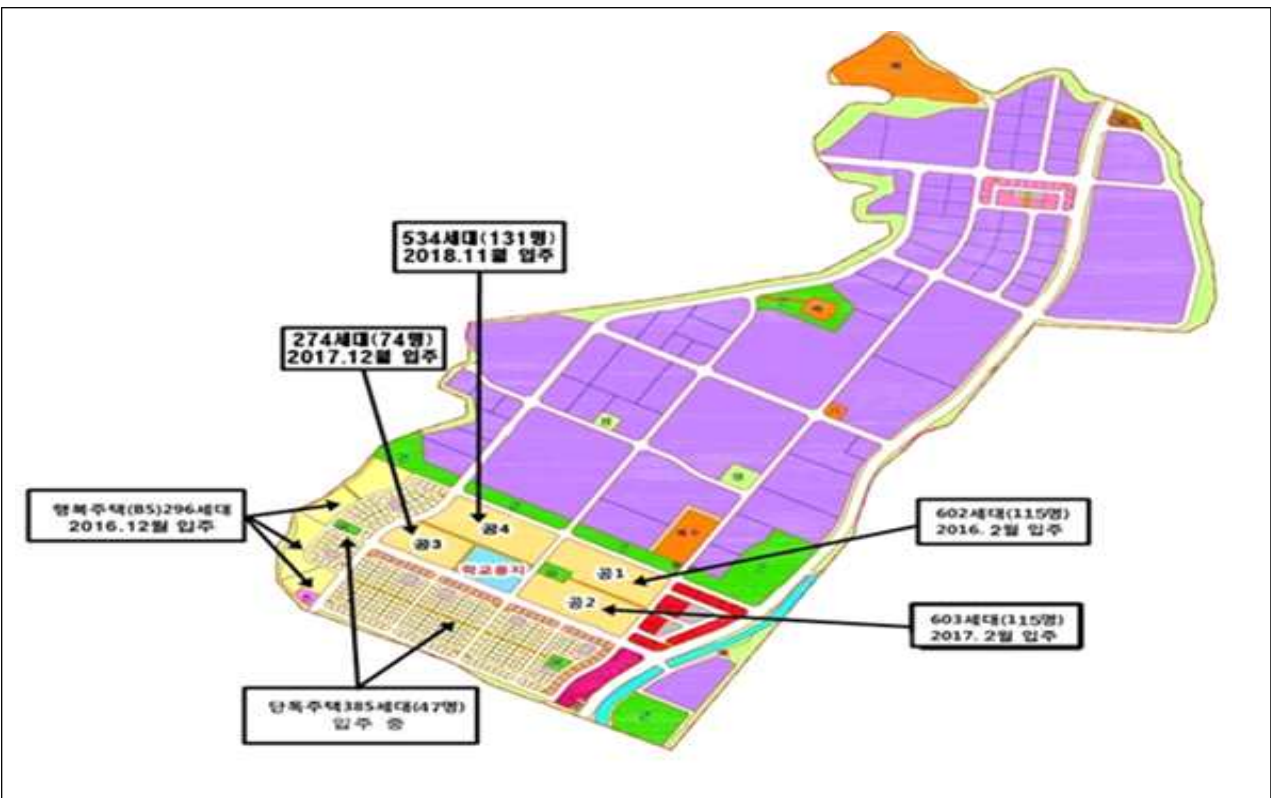 534세대(131명)
2018.11월 입주
274세대(74명)
2017.12월 입주
행복주택(BS)296세대
2016.12월 입주
602세대(115명)
2016. 2월 입주
603세대(115명)
2017. 2월 입주
단독주택385세대(47명)
입주 중
공4
공3
학교용지
공1
공2